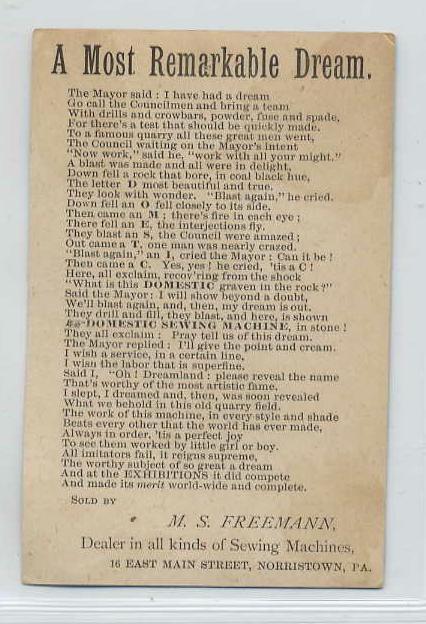 A Most Remarkable Dream.
The Mayor said : I have had a dream
Go call the Councilmen and bring a team
With drills and crowbars, powder, fuse and spade,
For there's a test that should be quickly made.
To a famous quarry all these great men went,
The Council waiting on the Mayor's intent
"Now work," said he, "work with all your might."
A blast was made and all were in delight,
Down fell a rock that bore, in coal black hue,
The letter D most beautiful and true.
They look with wonder. "Blast again," he cried.
Down fell an O fell closely to its side.
Then came an M ; there's fire in each eye ;
There fell an E, the interjections fly.
They blast an S, the Council were amazed ;
Out came a T, one man was nearly crazed.
"Blast again," an I, cried the Mayor : Can it be !
Then came a C. Yes, yes ! he cried, 'tis a C !
Here, all exclaim, recov'ring from the shock
"What is this DOMESTIC graven in the rock ?"
Said the Mayor : I will show beyond a doubt,
We'll blast again, and, then, my dream is out.
They drill and fill, they blast, and here, is shown
☞DOMESTIC SEWING MACHINE, in stone !
They all exclaim : Pray tell us of this dream.
The Mayor replied : I'll give the point and cream.
I wish a service, in a certain line,
I wish the labor that is superfine.
Said I, "Oh ! Dreamland : please reveal the name
That's worthy of the most artistic fame.
I slept, I dreamed and, then, was soon revealed
What we behold in this old quarry field.
The work of this machine, in every style and shade
Beats every other that the world has ever made,
Always in order, 'tis a perfect joy
To see them worked by little girl or boy.
All imitators fail, it reigns supreme,
The worthy subject of so great a dream
And at the EXHIBITIONS it did compete
And made its merit world-wide and complete.
SOLD BY
M. S. FREEMANN,
Dealer in all kinds of Sewing Machines,
16 EAST MAIN STREET, NORRISTOWN, PA.